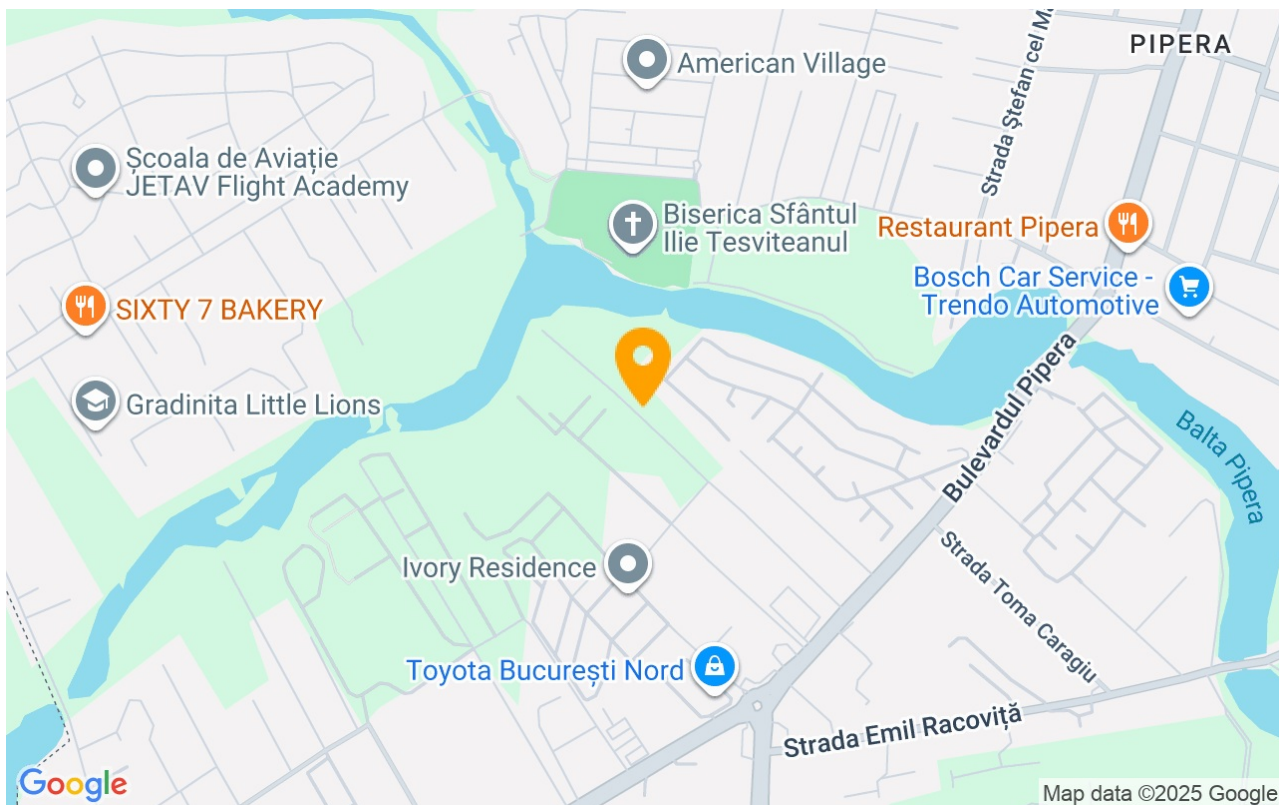 PIPERA
American Village
Strada Ștefan cel
Școala de Aviație
JETAV Flight Academy
Biserica Sfântul
Ilie Tesviteanul
Restaurant Pipera
Bosch Car Service -
Trendo Automotive
SIXTY 7 BAKERY
Gradinita Little Lions
Bulevardul Pipera
Balta Pipera
Ivory Residence
Strada Toma Caragiu
Toyota București Nord
Strada Emil Racoviță
Google
Map data ©2025 Google